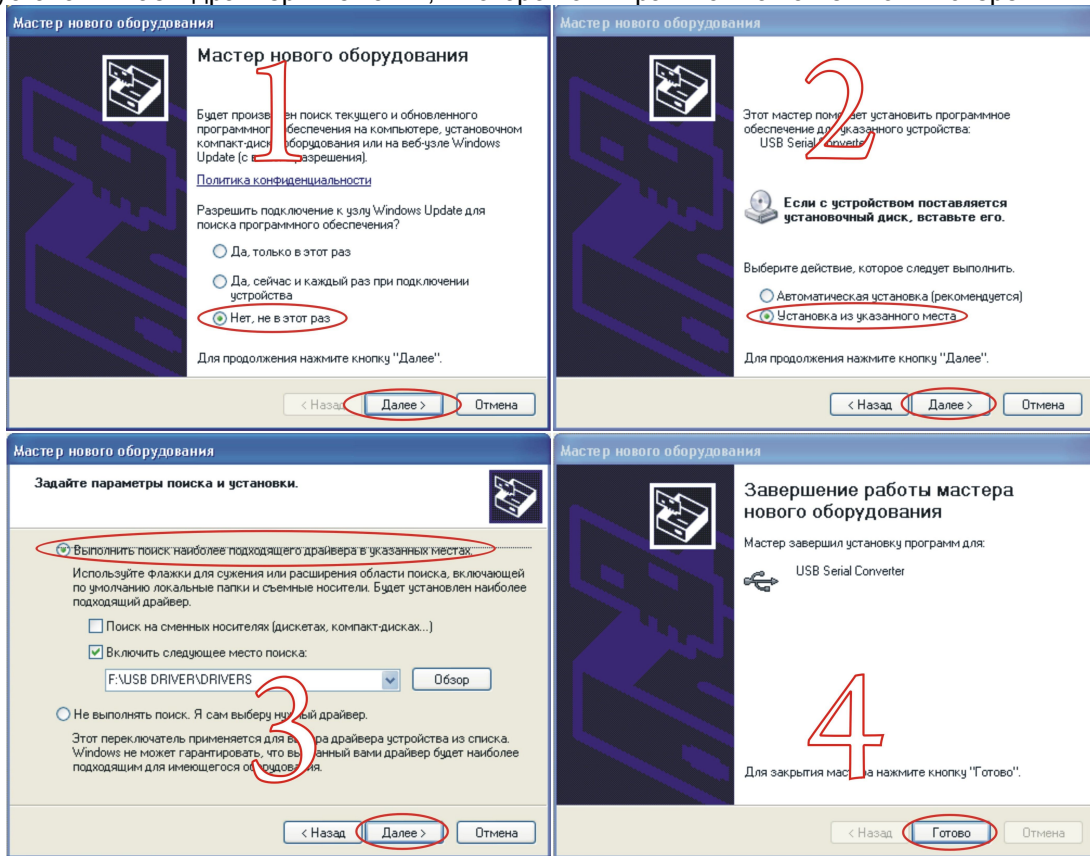 Мастер нового оборудования
Мастер нового оборудования
1
Будет произв ен поиск текущего и обновленного
программног беспечения на компьютере, установочном
компакт-диск оборудования или на веб-узле Windows
Update (с в разрешения).
Политика конфиденциальности
Разрешить подключение к узлу Windows Update для
поиска программного обеспечения?
Да, только в этот раз
Да, сейчас и каждый раз при подключении
устройства
Нет, не в этот раз
Для продолжения нажмите кнопку "Далее".
< Назад
Далее >
Отмена
Мастер нового оборудования
2
Этот мастер помогает установить программное
обеспечение для указанного устройства:
USB Serial Converter
Если с устройством поставляется
установочный диск, вставьте его.
Выберите действие, которое следует выполнить.
Автоматическая установка (рекомендуется)
Установка из указанного места
Для продолжения нажмите кнопку "Далее".
< Назад
Далее >
Отмена
Мастер нового оборудования
Задайте параметры поиска и установки.
Выполнить поиск наиболее подходящего драйвера в указанных местах.
Используйте флажки для сужения или расширения области поиска, включающей
по умолчанию локальные папки и съемные носители. Будет установлен наиболее
подходящий драйвер.
Поиск на сменных носителях (дискетах, компакт-дисках...)
Включить следующее место поиска:
F:\USB DRIVER\DRIVERS
Обзор
3
Не выполнять поиск. Я сам выберу нужный драйвер.
Этот переключатель применяется для выбора драйвера устройства из списка.
Windows не может гарантировать, что выбранный вами драйвер будет наиболее
подходящим для имеющегося оборудования.
< Назад
Далее >
Отмена
Мастер нового оборудования
Завершение работы мастера
нового оборудования
Мастер завершил установку программ для:
USB Serial Converter
4
Для закрытия мастера нажмите кнопку "Готово".
< Назад
Готово
Отмена